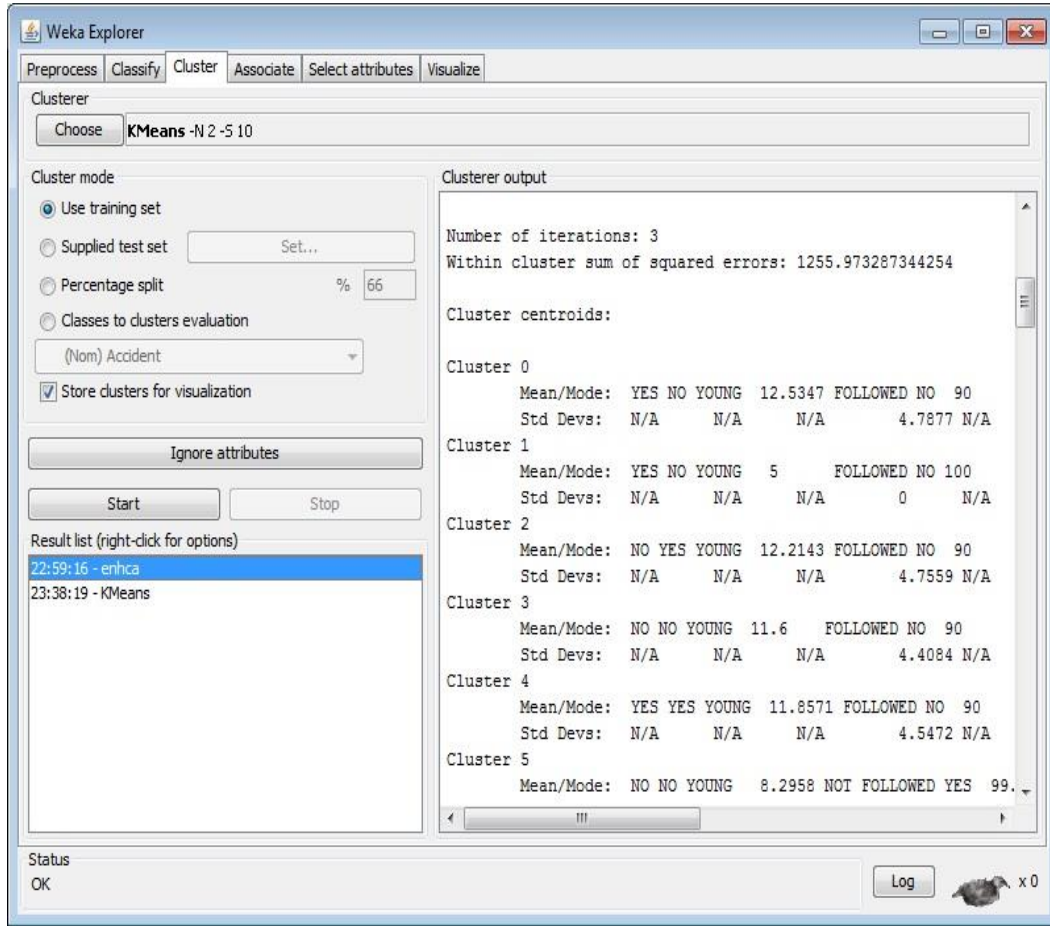 Weka Explorer
Preprocess Classify Cluster Associate Select attributes Visualize
Clusterer
Choose KMeans -N 2 -S 10
Cluster mode
Use training set
Supplied test set Set...
Percentage split % 66
Classes to clusters evaluation
(Nom) Accident
Store clusters for visualization
Ignore attributes
Start Stop
Result list (right-click for options)
22:59:16 - enhca
23:38:19 - KMeans
Clusterer output
Number of iterations: 3
Within cluster sum of squared errors: 1255.973287344254
Cluster centroids:
Cluster 0
Mean/Mode: YES NO YOUNG 12.5347 FOLLOWED NO 90
Std Devs: N/A N/A N/A 4.7877 N/A
Cluster 1
Mean/Mode: YES NO YOUNG 5 FOLLOWED NO 100
Std Devs: N/A N/A N/A 0 N/A
Cluster 2
Mean/Mode: NO YES YOUNG 12.2143 FOLLOWED NO 90
Std Devs: N/A N/A N/A 4.7559 N/A
Cluster 3
Mean/Mode: NO NO YOUNG 11.6 FOLLOWED NO 90
Std Devs: N/A N/A N/A 4.4084 N/A
Cluster 4
Mean/Mode: YES YES YOUNG 11.8571 FOLLOWED NO 90
Std Devs: N/A N/A N/A 4.5472 N/A
Cluster 5
Mean/Mode: NO NO YOUNG 8.2958 NOT FOLLOWED YES 99.
Status
OK
Log x 0